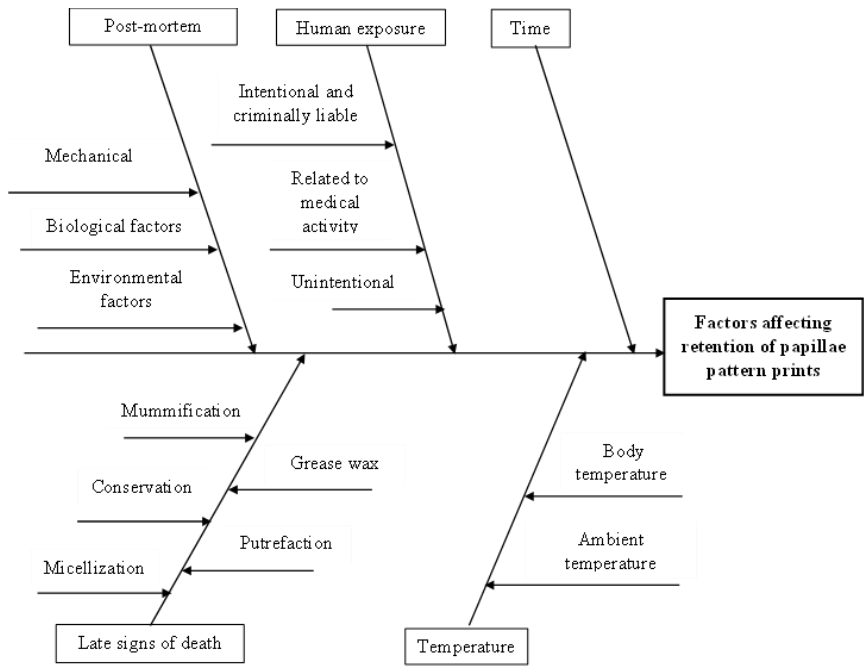 Post-mortem
Human exposure
Time
Intentional and
criminally liable
Mechanical
Related to
medical
activity
Biological factors
Environmental
factors
Unintentional
Factors affecting
retention of papillae
pattern prints
Mummification
Grease wax
Conservation
Putrefaction
Micellization
Body
temperature
Ambient
temperature
Late signs of death
Temperature